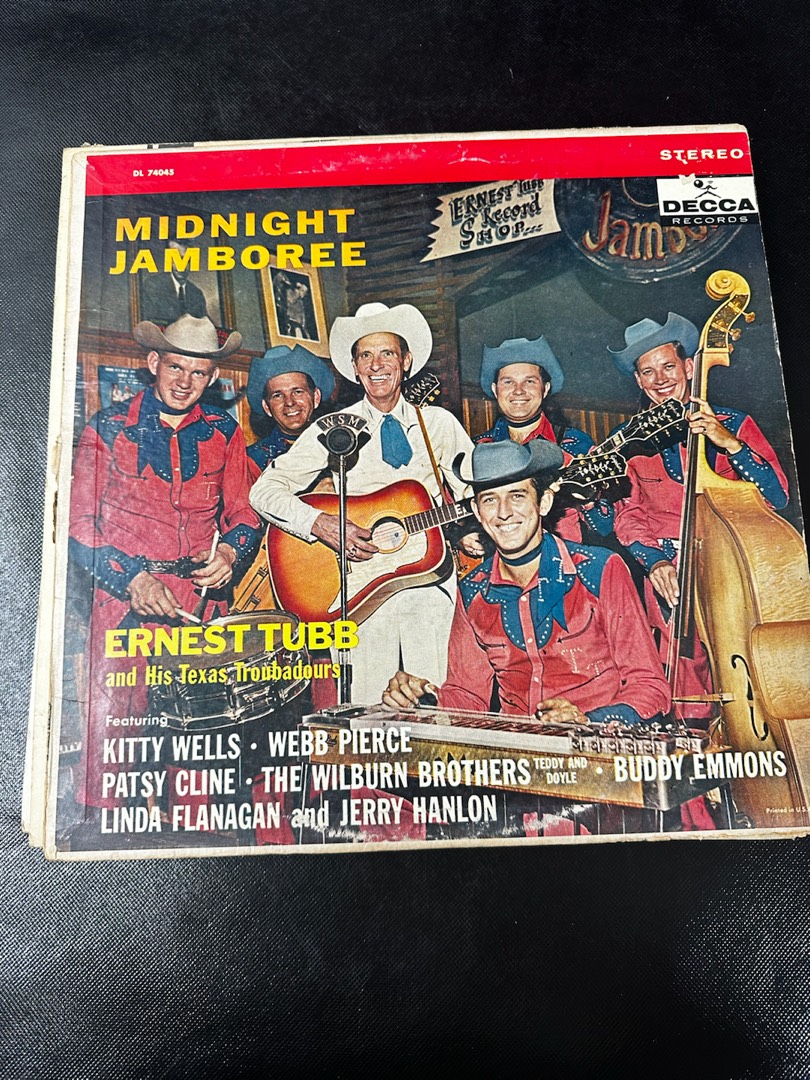 DL 74045
STEREO
DECCA
RECORDS
MIDNIGHT
JAMBOREE
ERNEST TUBB
Record
SHOP...
WSM
ERNEST TUBB
and His Texas Troubadours
Featuring
KITTY WELLS · WEBB PIERCE
PATSY CLINE · THE WILBURN BROTHERS TEDDY AND DOYLE · BUDDY EMMONS
LINDA FLANAGAN and JERRY HANLON
Printed in U.S.